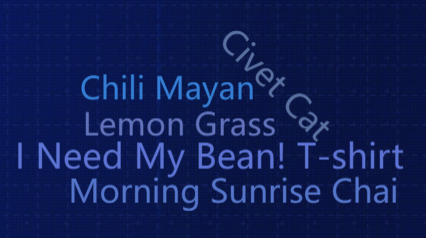 Civet Cat
Chili Mayan
Lemon Grass
I Need My Bean! T-shirt
Morning Sunrise Chai